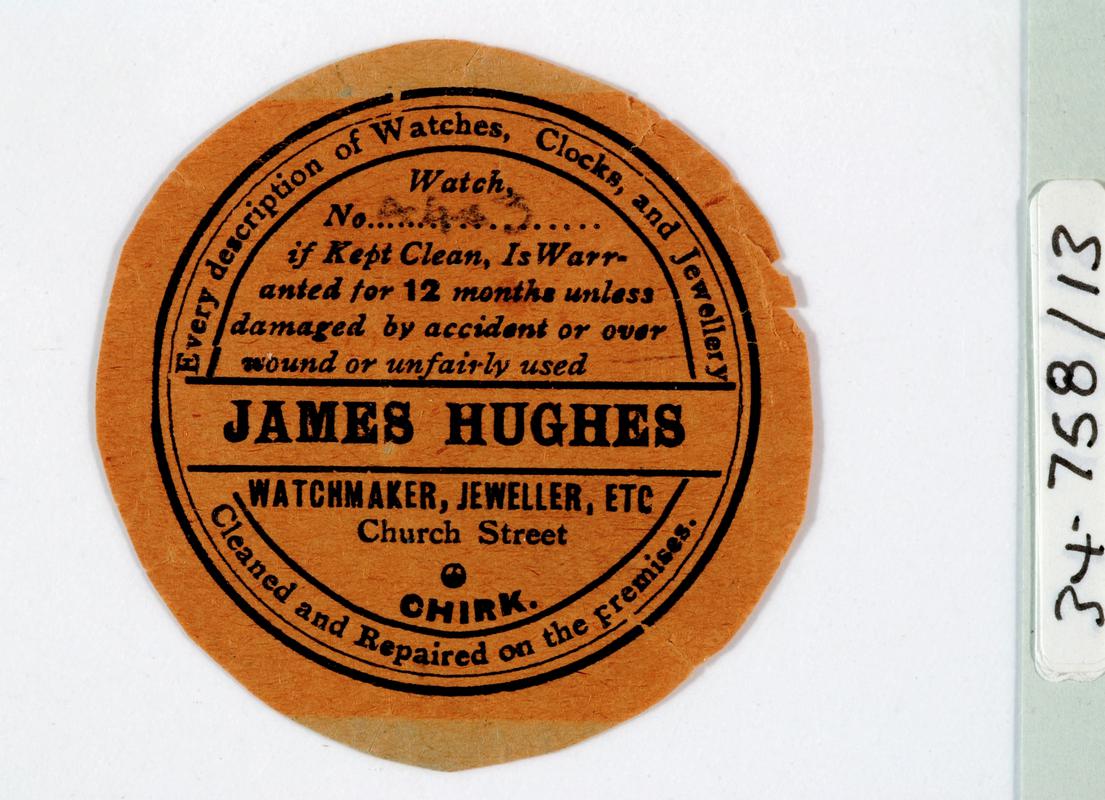 Every description of Watches, Clocks, and Jewellery
Watch,
No....................
if Kept Clean, Is Warr-
anted for 12 months unless
damaged by accident or over
wound or unfairly used
JAMES HUGHES
WATCHMAKER, JEWELLER, ETC
Church Street
CHIRK.
Cleaned and Repaired on the premises.
34-758/13